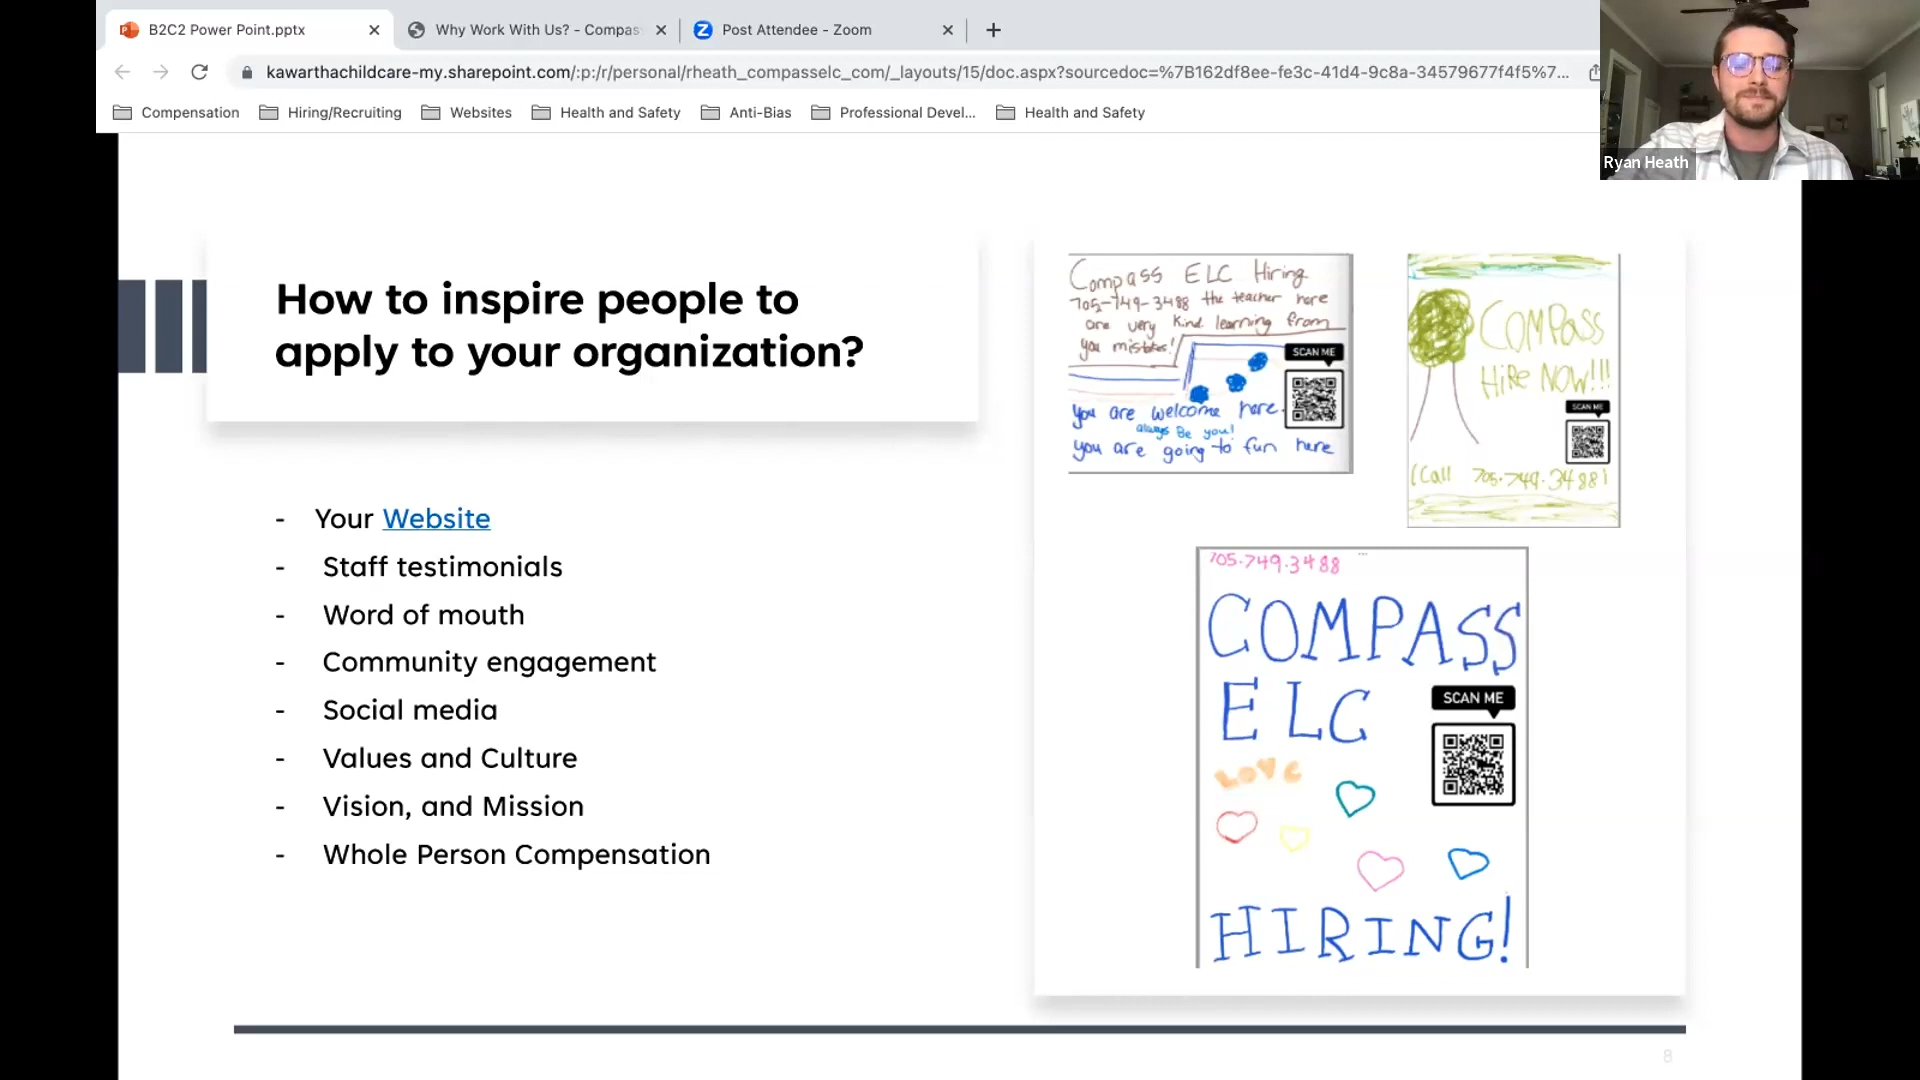 B2C2 Power Point.pptx
Why Work With Us? - Compas
Post Attendee - Zoom
kawarthachildcare-my.sharepoint.com/:p:/r/personal/rheath_compasselc_com/_layouts/15/doc.aspx?sourcedoc=%7B162df8ee-fe3c-41d4-9c8a-34579677f4f5%7...
Compensation
Hiring/Recruiting
Websites
Health and Safety
Anti-Bias
Professional Devel...
Health and Safety
Ryan Heath
How to inspire people to
apply to your organization?
- Your Website
- Staff testimonials
- Word of mouth
- Community engagement
- Social media
- Values and Culture
- Vision, and Mission
- Whole Person Compensation
Compass ELC Hiring
705-749-3488 the teacher here
are very kind learning from
you mistakes!
SCAN ME
you are welcome here.
always Be you!
you are going to fun here
COMPASS
HiRe NOW!!!
SCAN ME
(Call 705-749-3488)
705-749-3488
COMPASS
ELC
SCAN ME
LOVE
HIRING!
8